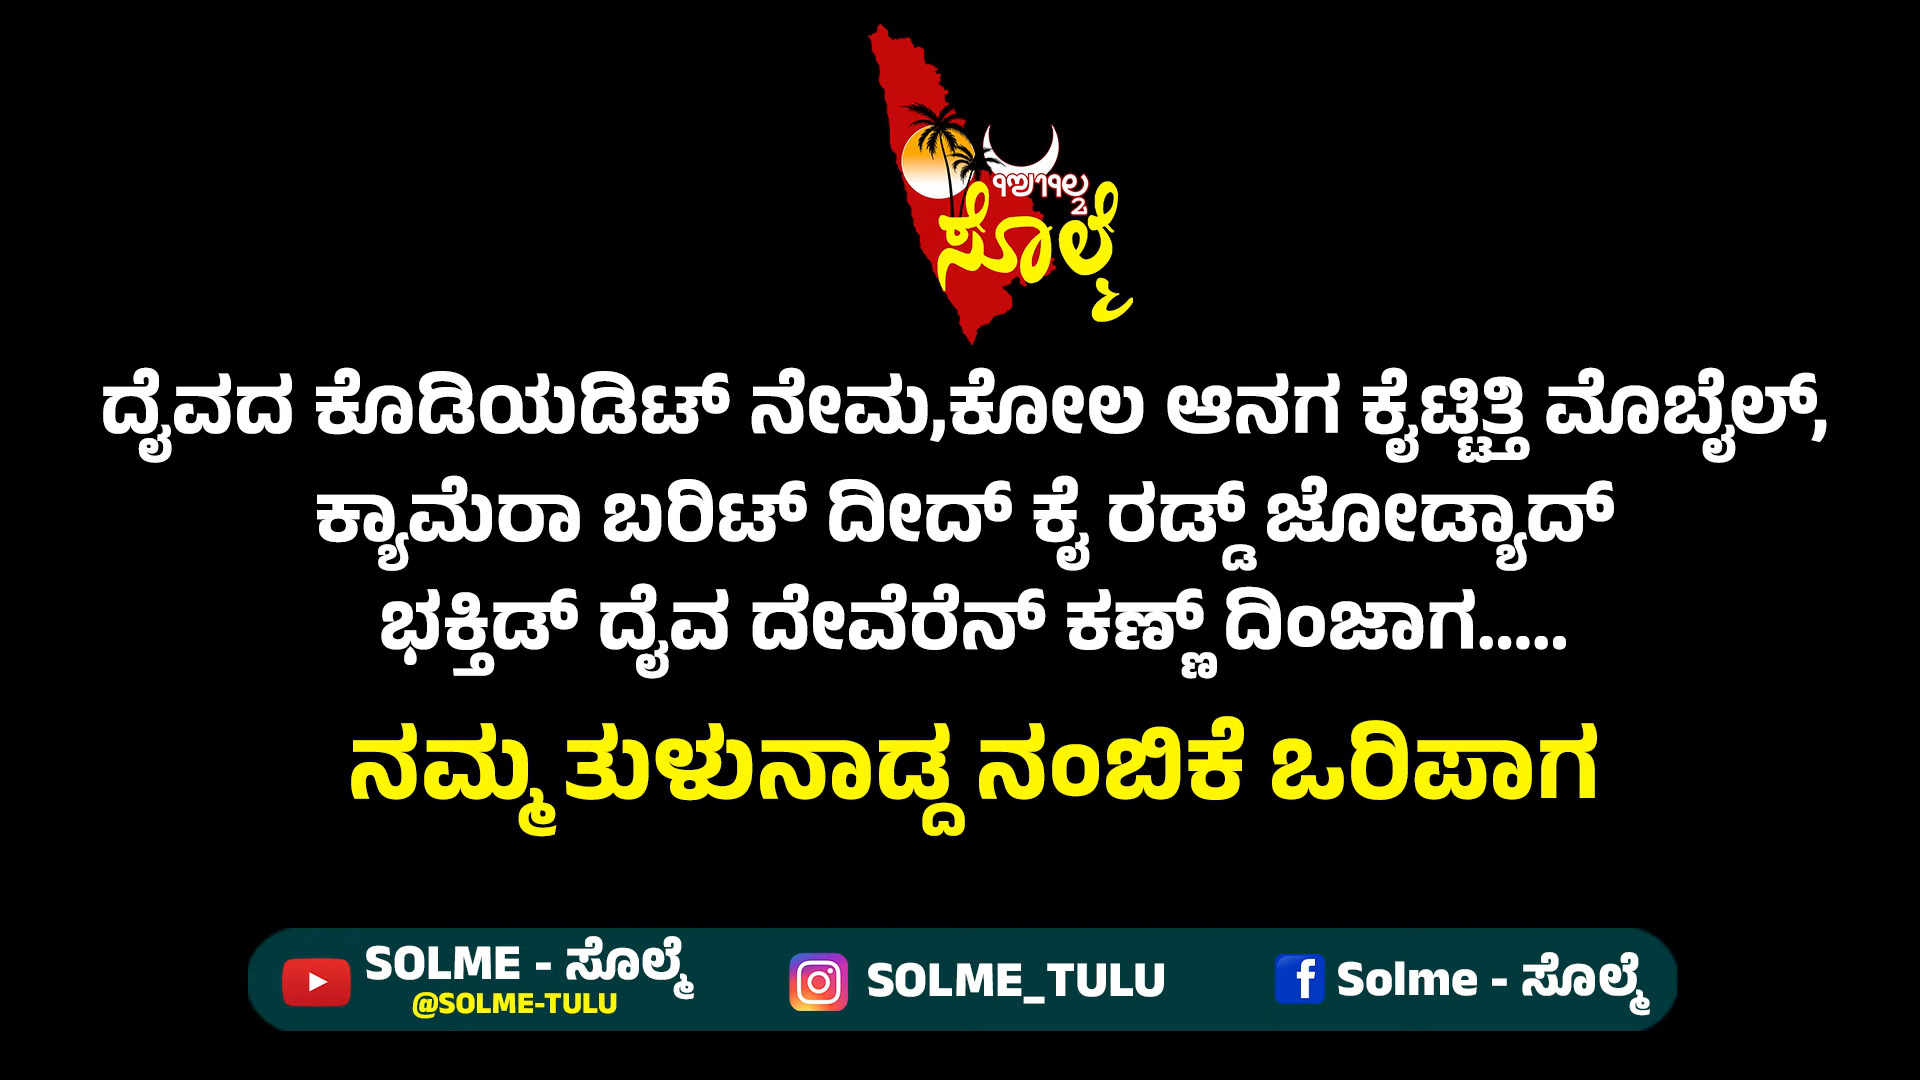 ಸೊಲ್ಮೆ
ದೈವದ ಕೊಡಿಯಡಿಟ್ ನೇಮ,ಕೋಲ ಆನಗ ಕೈಟ್ಟಿತ್ತಿ ಮೊಬೈಲ್,
ಕ್ಯಾಮೆರಾ ಬರಿಟ್ ದೀದ್ ಕೈ ರಡ್ಡ್ ಜೋಡ್ಯಾದ್
ಭಕ್ತಿಡ್ ದೈವ ದೇವೆರೆನ್ ಕಣ್ಣ್ ದಿಂಜಾಗ.....
ನಮ್ಮ ತುಳುನಾಡ್ದ ನಂಬಿಕೆ ಒರಿಪಾಗ
SOLME - ಸೊಲ್ಮೆ
@SOLME-TULU
SOLME_TULU
Solme - ಸೊಲ್ಮೆ